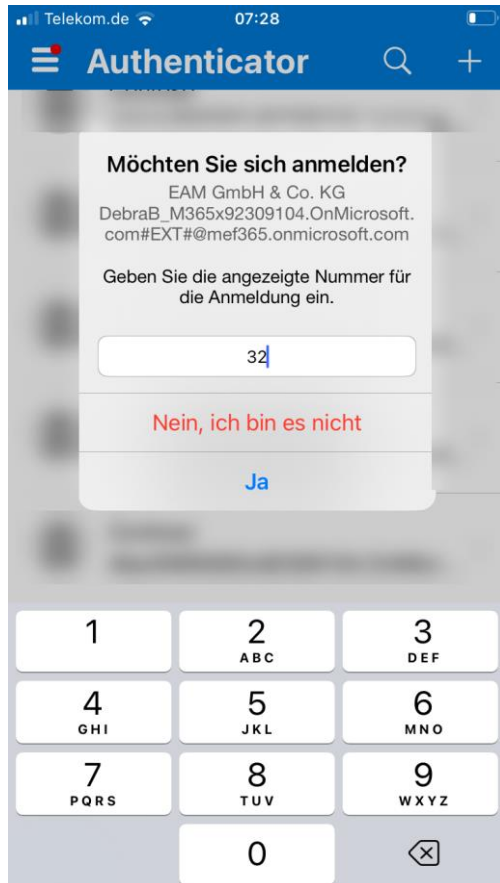 Telekom.de 07:28
Authenticator
Möchten Sie sich anmelden?
EAM GmbH & Co. KG
DebraB_M365x92309104.OnMicrosoft.
com#EXT#@mef365.onmicrosoft.com
Geben Sie die angezeigte Nummer für
die Anmeldung ein.
32
Nein, ich bin es nicht
Ja
1 2 3
ABC DEF
4 5 6
GHI JKL MNO
7 8 9
PQRS TUV WXYZ
0